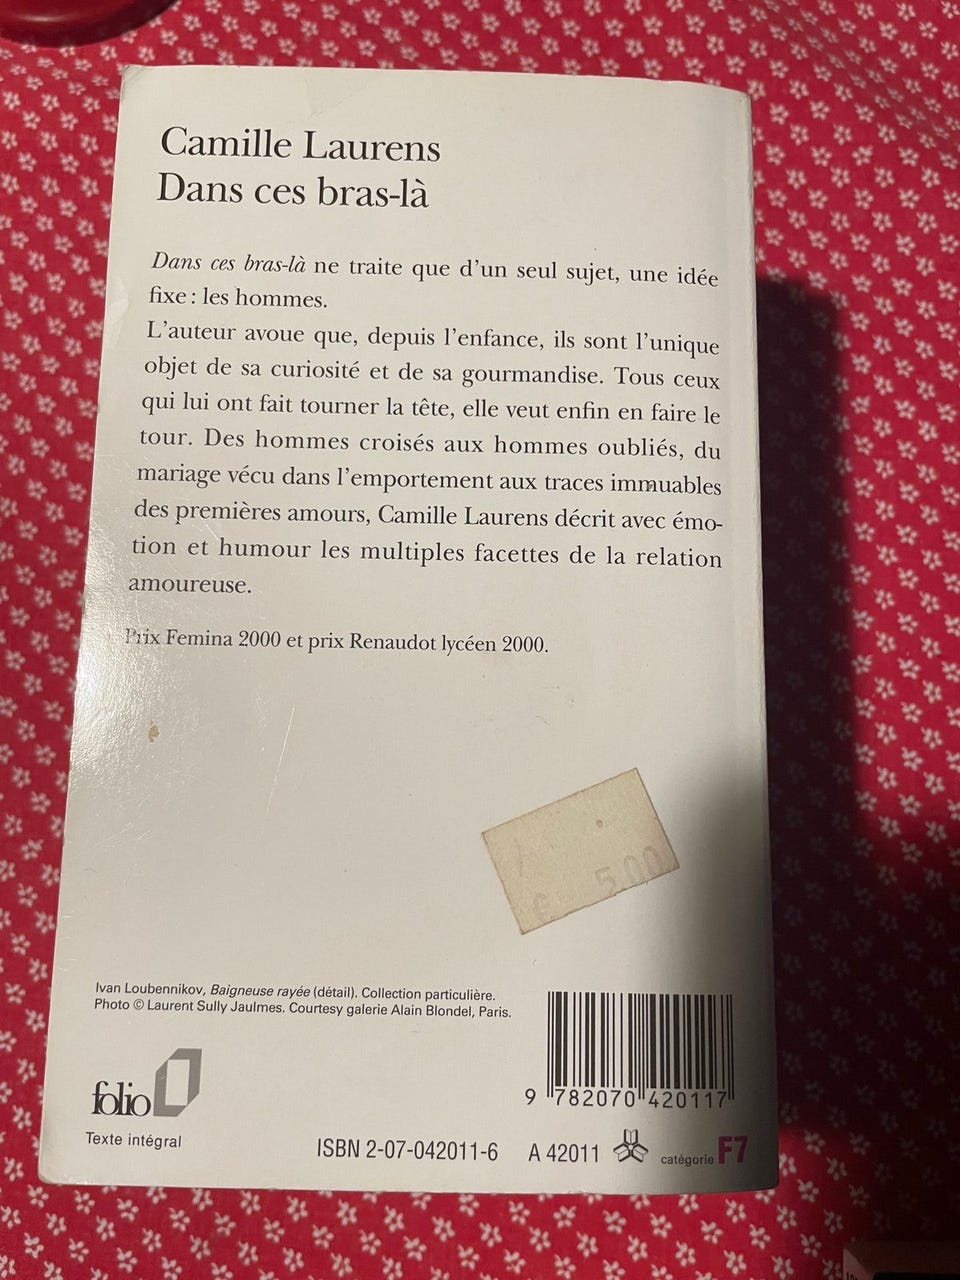 Camille Laurens
Dans ces bras-là
Dans ces bras-là ne traite que d'un seul sujet, une idée
fixe : les hommes.
L'auteur avoue que, depuis l'enfance, ils sont l'unique
objet de sa curiosité et de sa gourmandise. Tous ceux
qui lui ont fait tourner la tête, elle veut enfin en faire le
tour. Des hommes croisés aux hommes oubliés, du
mariage vécu dans l'emportement aux traces immuables
des premières amours, Camille Laurens décrit avec émo-
tion et humour les multiples facettes de la relation
amoureuse.
Prix Femina 2000 et prix Renaudot lycéen 2000.
€ 5.00
Ivan Loubennikov, Baigneuse rayée (détail). Collection particulière.
Photo © Laurent Sully Jaulmes. Courtesy galerie Alain Blondel, Paris.
9 782070 420117
folio
Texte intégral
ISBN 2-07-042011-6 A 42011 catégorie F7